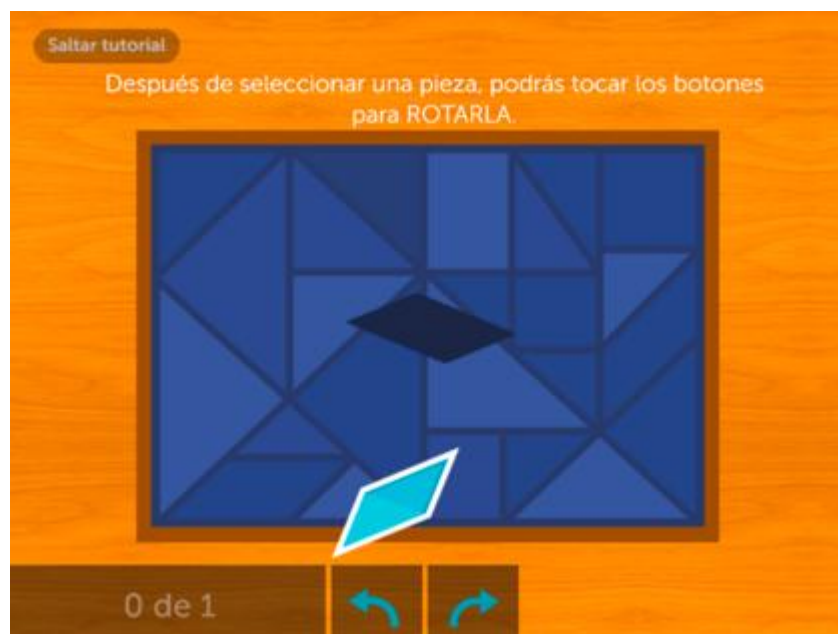 Saltar tutorial
Después de seleccionar una pieza, podrás tocar los botones
para ROTARLA.
0 de 1